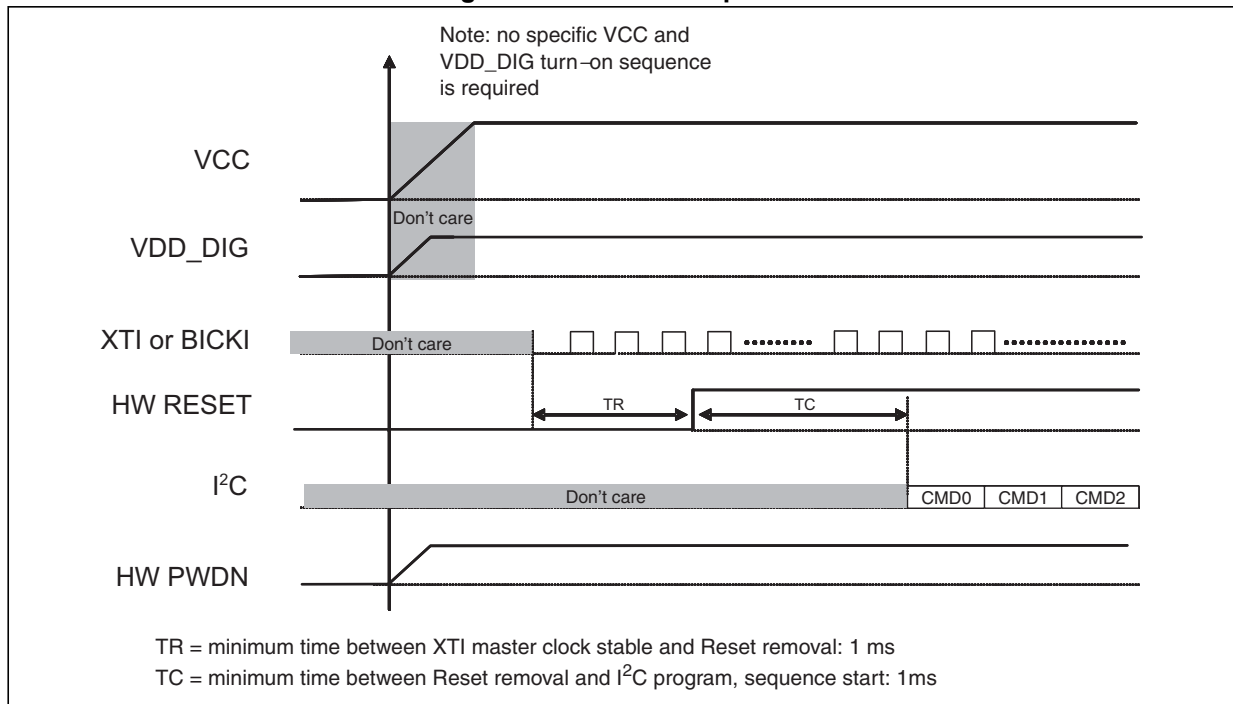 Note: no specific VCC and
VDD_DIG turn–on sequence
is required
VCC
Don't care
VDD_DIG
XTI or BICKI
Don't care
HW RESET
TR
TC
I²C
Don't care
CMD0
CMD1
CMD2
HW PWDN
TR = minimum time between XTI master clock stable and Reset removal: 1 ms
TC = minimum time between Reset removal and I²C program, sequence start: 1ms